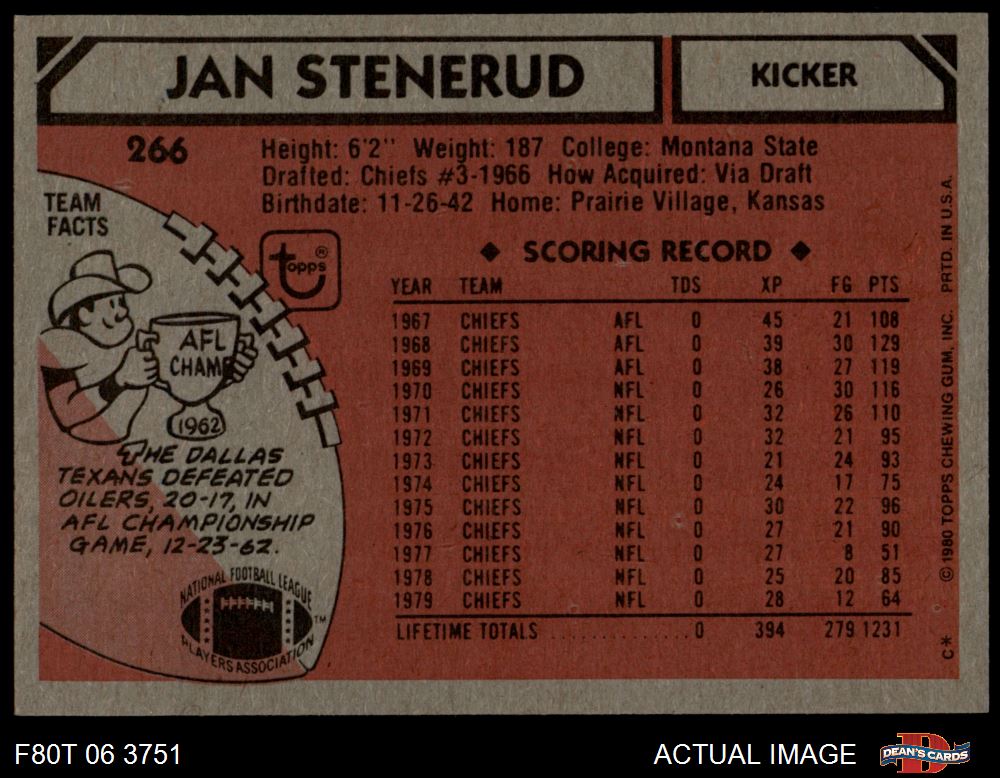 JAN STENERUD
KICKER
266
Height: 6'2" Weight: 187 College: Montana State
Drafted: Chiefs #3-1966 How Acquired: Via Draft
Birthdate: 11-26-42 Home: Prairie Village, Kansas
TEAM
FACTS
topps®
AFL
CHAMP
1962
THE DALLAS
TEXANS DEFEATED
OILERS, 20-17, IN
AFL CHAMPIONSHIP
GAME, 12-23-62.
NATIONAL FOOTBALL LEAGUE
PLAYERS ASSOCIATION ™
◆ SCORING RECORD ◆
YEAR TEAM TDS XP FG PTS
1967 CHIEFS AFL 0 45 21 108
1968 CHIEFS AFL 0 39 30 129
1969 CHIEFS AFL 0 38 27 119
1970 CHIEFS NFL 0 26 30 116
1971 CHIEFS NFL 0 32 26 110
1972 CHIEFS NFL 0 32 21 95
1973 CHIEFS NFL 0 21 24 93
1974 CHIEFS NFL 0 24 17 75
1975 CHIEFS NFL 0 30 22 96
1976 CHIEFS NFL 0 27 21 90
1977 CHIEFS NFL 0 27 8 51
1978 CHIEFS NFL 0 25 20 85
1979 CHIEFS NFL 0 28 12 64
LIFETIME TOTALS ............. 0 394 279 1231
C* © 1980 TOPPS CHEWING GUM, INC. PRTD. IN U.S.A.
F80T 06 3751
ACTUAL IMAGE
DEAN'S CARDS